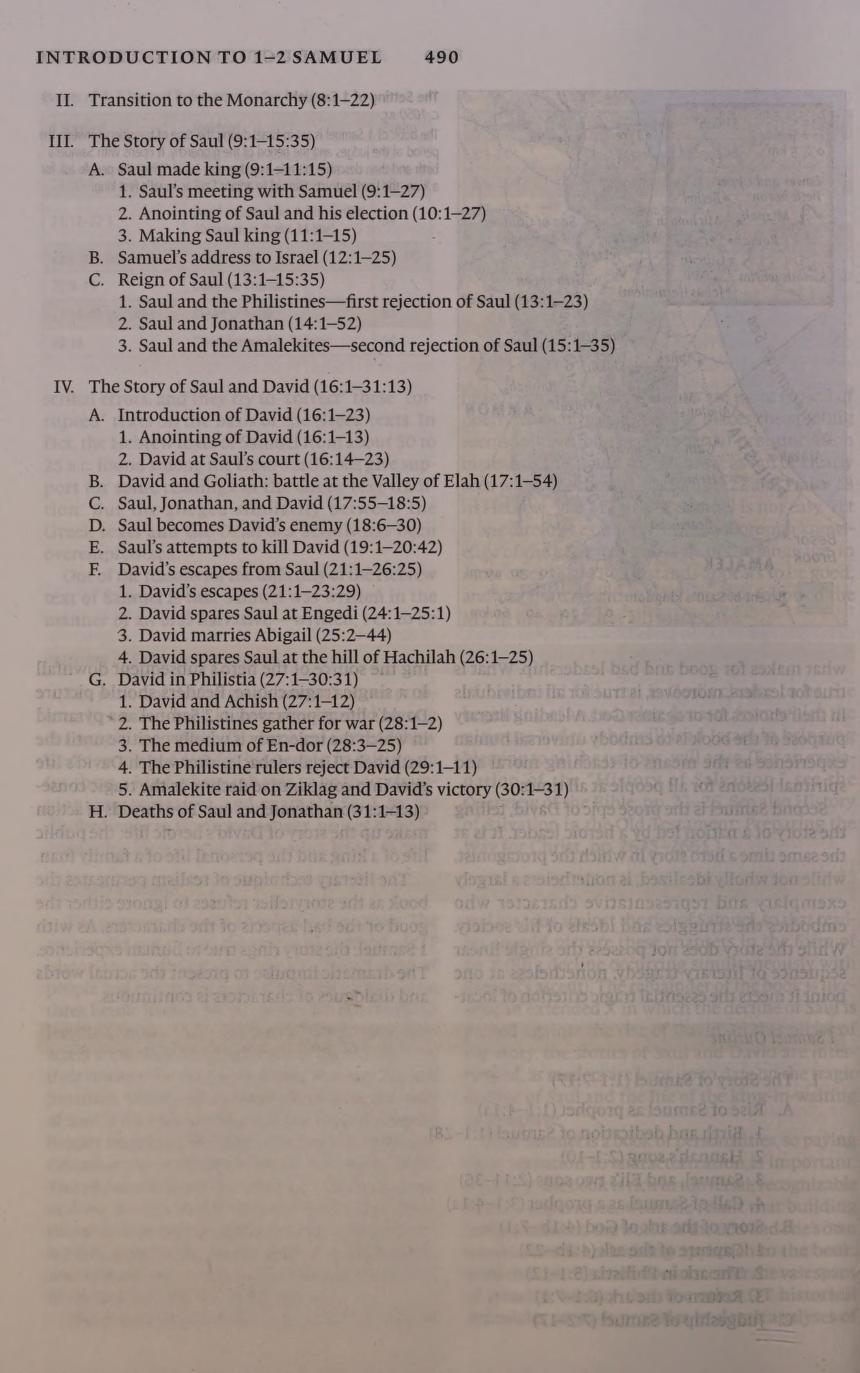 INTRODUCTION TO 1–2 SAMUEL 490
II. Transition to the Monarchy (8:1–22)
III. The Story of Saul (9:1–15:35)
A. Saul made king (9:1–11:15)
1. Saul's meeting with Samuel (9:1–27)
2. Anointing of Saul and his election (10:1–27)
3. Making Saul king (11:1–15)
B. Samuel's address to Israel (12:1–25)
C. Reign of Saul (13:1–15:35)
1. Saul and the Philistines—first rejection of Saul (13:1–23)
2. Saul and Jonathan (14:1–52)
3. Saul and the Amalekites—second rejection of Saul (15:1–35)
IV. The Story of Saul and David (16:1–31:13)
A. Introduction of David (16:1–23)
1. Anointing of David (16:1–13)
2. David at Saul's court (16:14–23)
B. David and Goliath: battle at the Valley of Elah (17:1–54)
C. Saul, Jonathan, and David (17:55–18:5)
D. Saul becomes David's enemy (18:6–30)
E. Saul's attempts to kill David (19:1–20:42)
F. David's escapes from Saul (21:1–26:25)
1. David's escapes (21:1–23:29)
2. David spares Saul at Engedi (24:1–25:1)
3. David marries Abigail (25:2–44)
4. David spares Saul at the hill of Hachilah (26:1–25)
G. David in Philistia (27:1–30:31)
1. David and Achish (27:1–12)
2. The Philistines gather for war (28:1–2)
3. The medium of En-dor (28:3–25)
4. The Philistine rulers reject David (29:1–11)
5. Amalekite raid on Ziklag and David's victory (30:1–31)
H. Deaths of Saul and Jonathan (31:1–13)